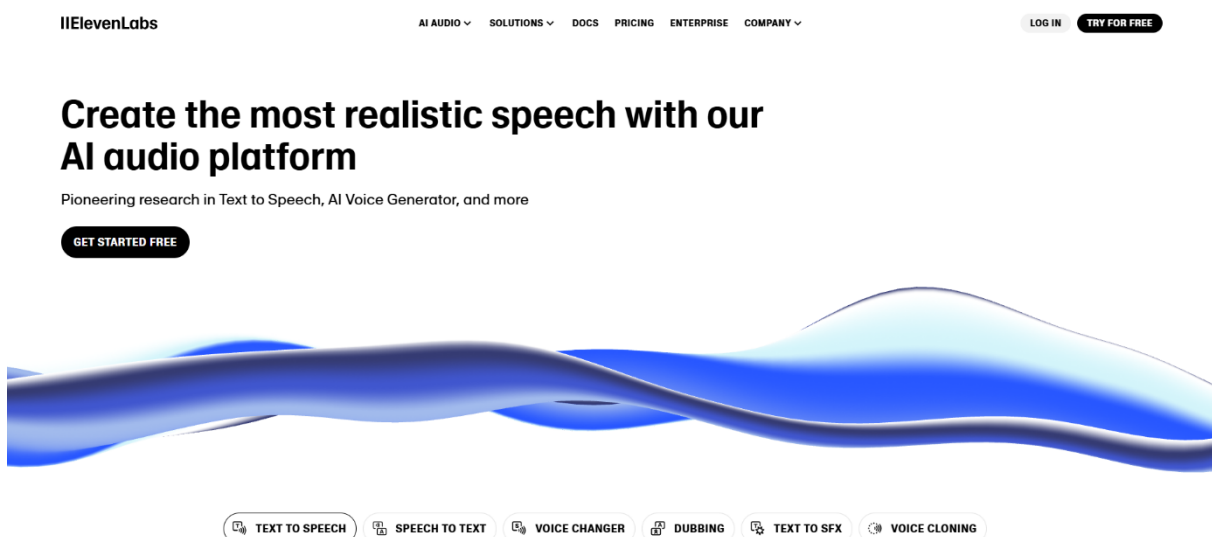 IIElevenLabs
AI AUDIO
SOLUTIONS
DOCS
PRICING
ENTERPRISE
COMPANY
LOG IN
TRY FOR FREE
Create the most realistic speech with our
AI audio platform
Pioneering research in Text to Speech, AI Voice Generator, and more
GET STARTED FREE
TEXT TO SPEECH
SPEECH TO TEXT
VOICE CHANGER
DUBBING
TEXT TO SFX
VOICE CLONING